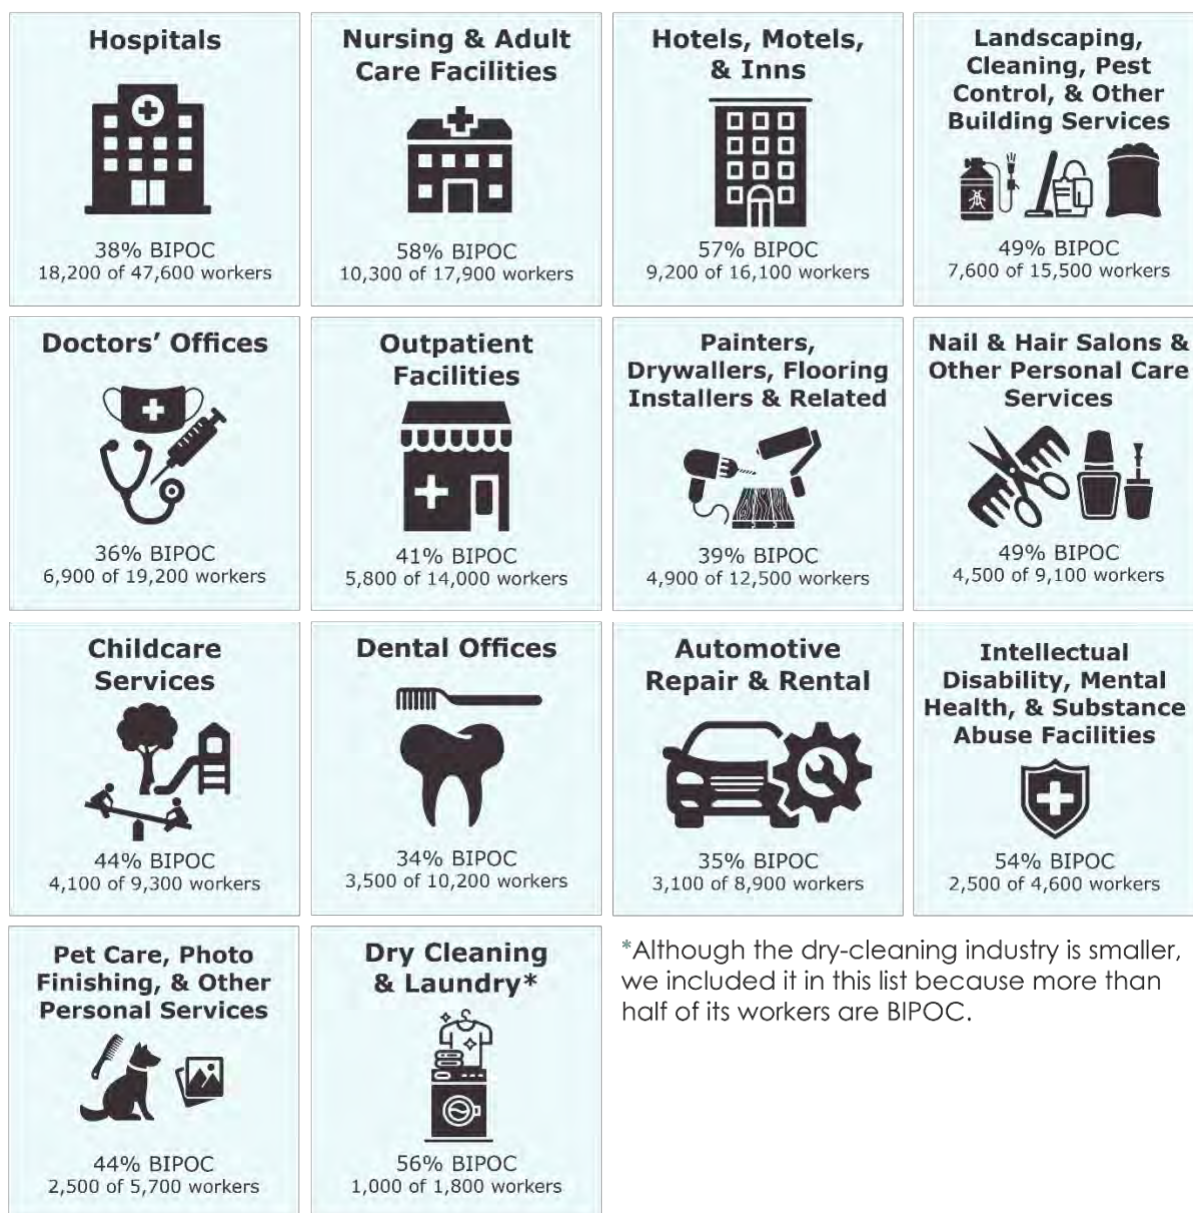 Hospitals
38% BIPOC
18,200 of 47,600 workers
Nursing & Adult
Care Facilities
58% BIPOC
10,300 of 17,900 workers
Hotels, Motels,
& Inns
57% BIPOC
9,200 of 16,100 workers
Landscaping,
Cleaning, Pest
Control, & Other
Building Services
49% BIPOC
7,600 of 15,500 workers
Doctors’ Offices
36% BIPOC
6,900 of 19,200 workers
Outpatient
Facilities
41% BIPOC
5,800 of 14,000 workers
Painters,
Drywallers, Flooring
Installers & Related
39% BIPOC
4,900 of 12,500 workers
Nail & Hair Salons &
Other Personal Care
Services
49% BIPOC
4,500 of 9,100 workers
Childcare
Services
44% BIPOC
4,100 of 9,300 workers
Dental Offices
34% BIPOC
3,500 of 10,200 workers
Automotive
Repair & Rental
35% BIPOC
3,100 of 8,900 workers
Intellectual
Disability, Mental
Health, & Substance
Abuse Facilities
54% BIPOC
2,500 of 4,600 workers
Pet Care, Photo
Finishing, & Other
Personal Services
44% BIPOC
2,500 of 5,700 workers
Dry Cleaning
& Laundry*
56% BIPOC
1,000 of 1,800 workers
*Although the dry-cleaning industry is smaller,
we included it in this list because more than
half of its workers are BIPOC.